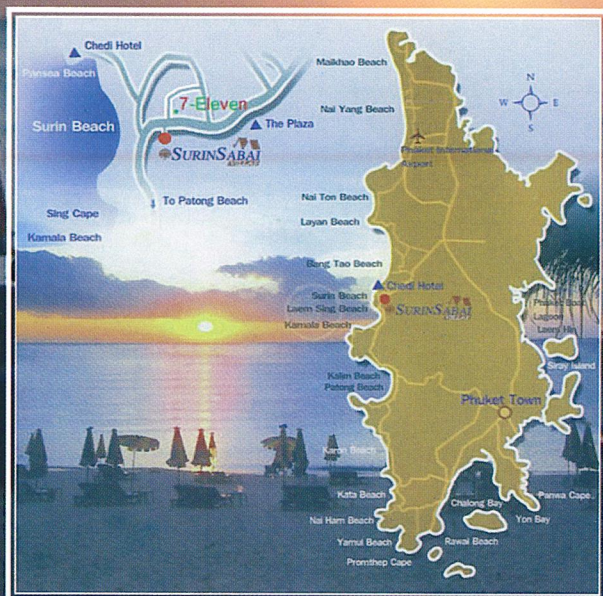 Chedi Hotel
Pansea Beach
7-Eleven
Surin Beach
The Plaza
SURINSABAI
To Patong Beach
Sing Cape
Kamala Beach
Maikhao Beach
N
W E
S
Nai Yang Beach
Phuket International
Airport
Nai Ton Beach
Layan Beach
Bang Tao Beach
Chedi Hotel
Surin Beach
SURINSABAI
Laem Sing Beach
Kamala Beach
Lagoon
Laem Hin
Siray Island
Kalim Beach
Patong Beach
Phuket Town
Karon Beach
Kata Beach
Chalong Bay
Panwa Cape
Nai Harn Beach
Yon Bay
Yamui Beach
Rawai Beach
Promthep Cape